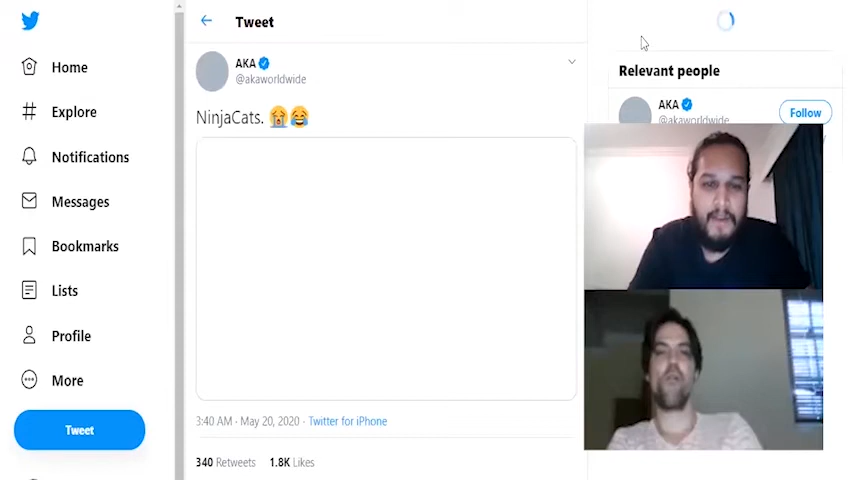 Tweet
Home
Explore
Notifications
Messages
Bookmarks
Lists
Profile
More
Tweet
AKA
@akaworldwide
NinjaCats. 😭😂
3:40 AM · May 20, 2020 · Twitter for iPhone
340 Retweets 1.8K Likes
Relevant people
AKA
@akaworldwide
Follow